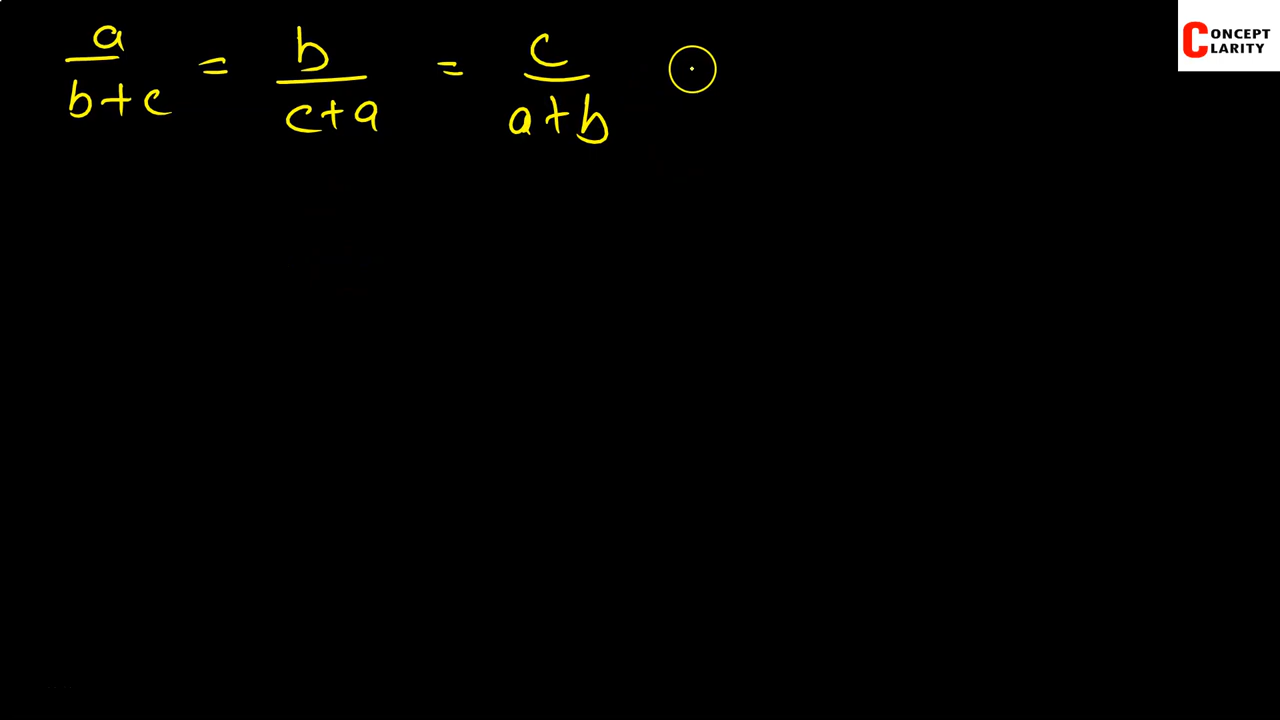 a/(b+c) = b/(c+a) = c/(a+b)
CONCEPT
CLARITY